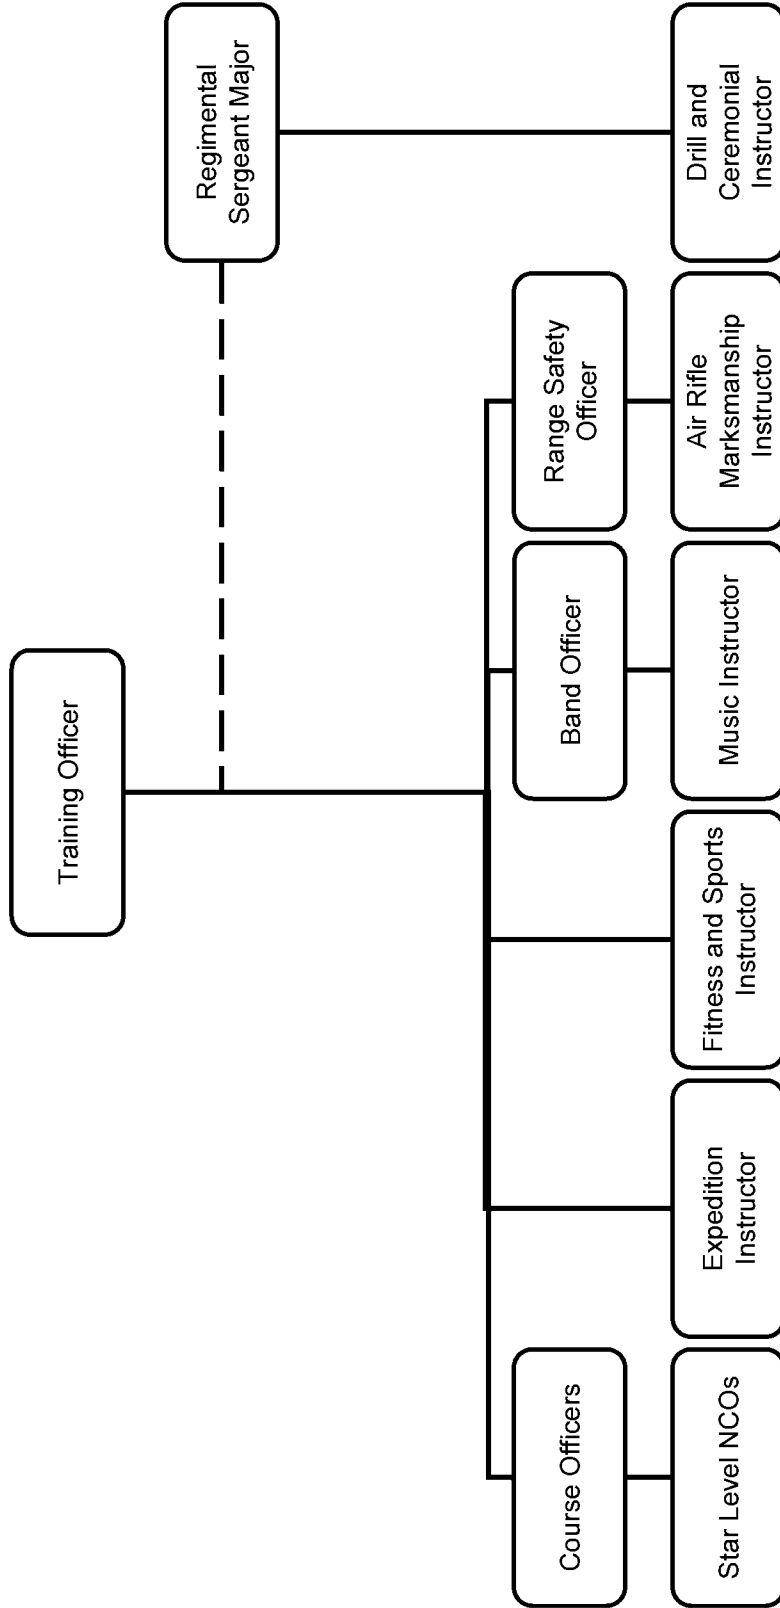 Training Officer
Regimental
Sergeant Major
Course Officers
Band Officer
Range Safety
Officer
Star Level NCOs
Expedition
Instructor
Fitness and Sports
Instructor
Music Instructor
Air Rifle
Marksmanship
Instructor
Drill and
Ceremonial
Instructor